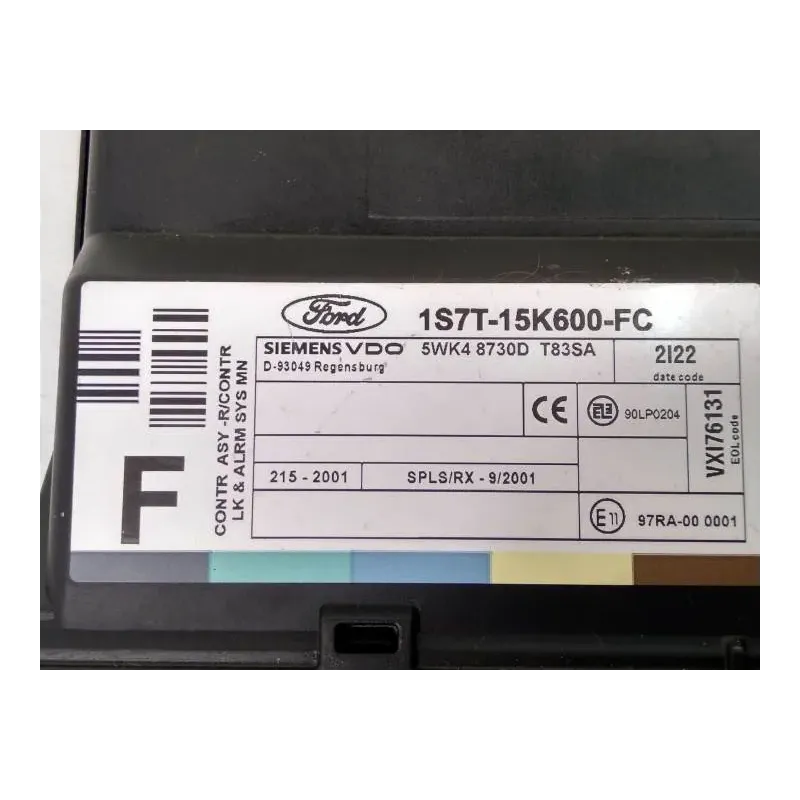 Ford 1S7T-15K600-FC
SIEMENS VDO 5WK4 8730D T83SA
D-93049 Regensburg
2I22
date code
CE
90LP0204
VXI76131
EOL code
215 - 2001 SPLS/RX - 9/2001
E11 97RA-00 0001
F
CONTR ASY -R/CONTR
LK & ALRM SYS MN